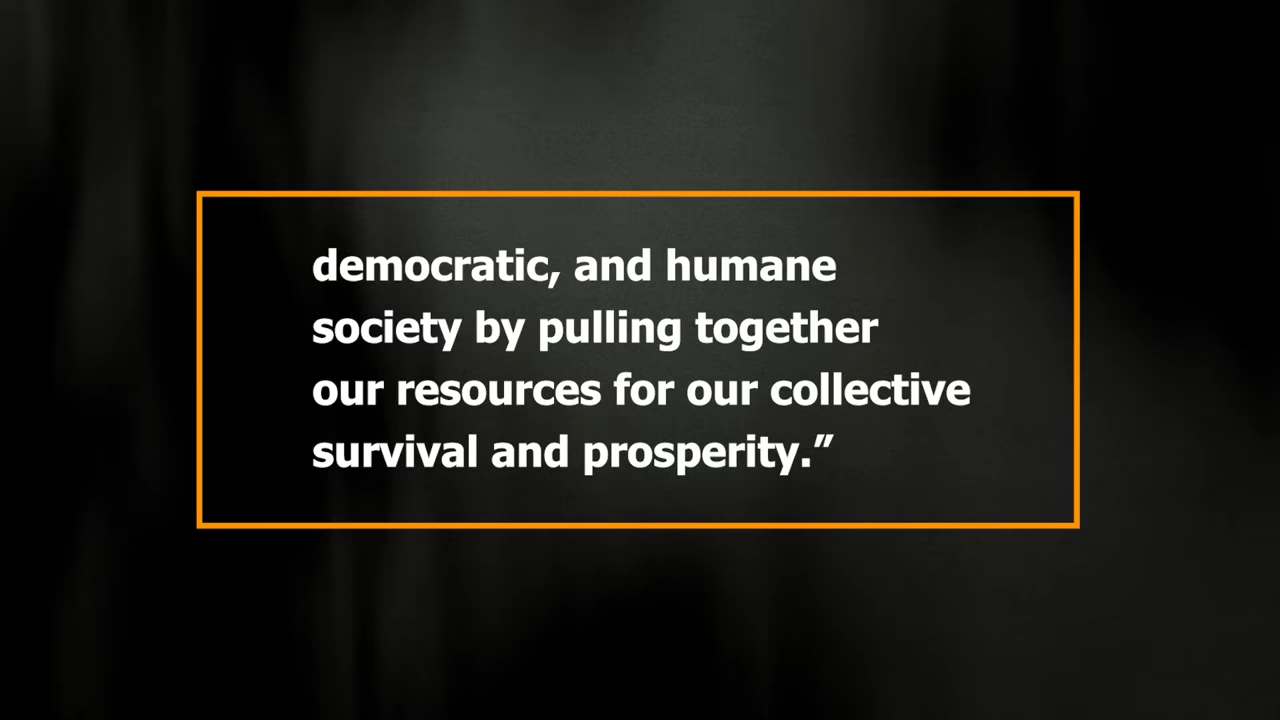 democratic, and humane
society by pulling together
our resources for our collective
survival and prosperity.”